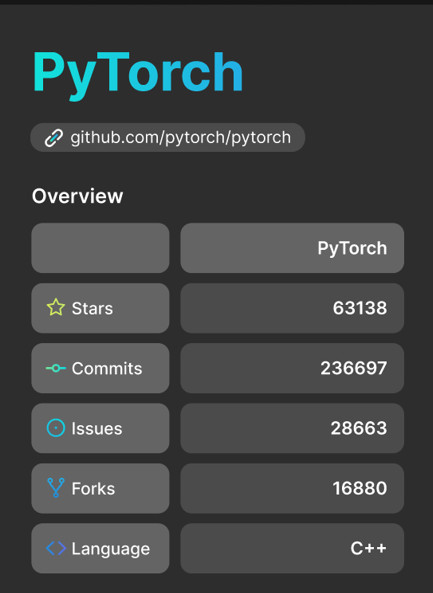 PyTorch
github.com/pytorch/pytorch
Overview
PyTorch
Stars 63138
Commits 236697
Issues 28663
Forks 16880
Language C++